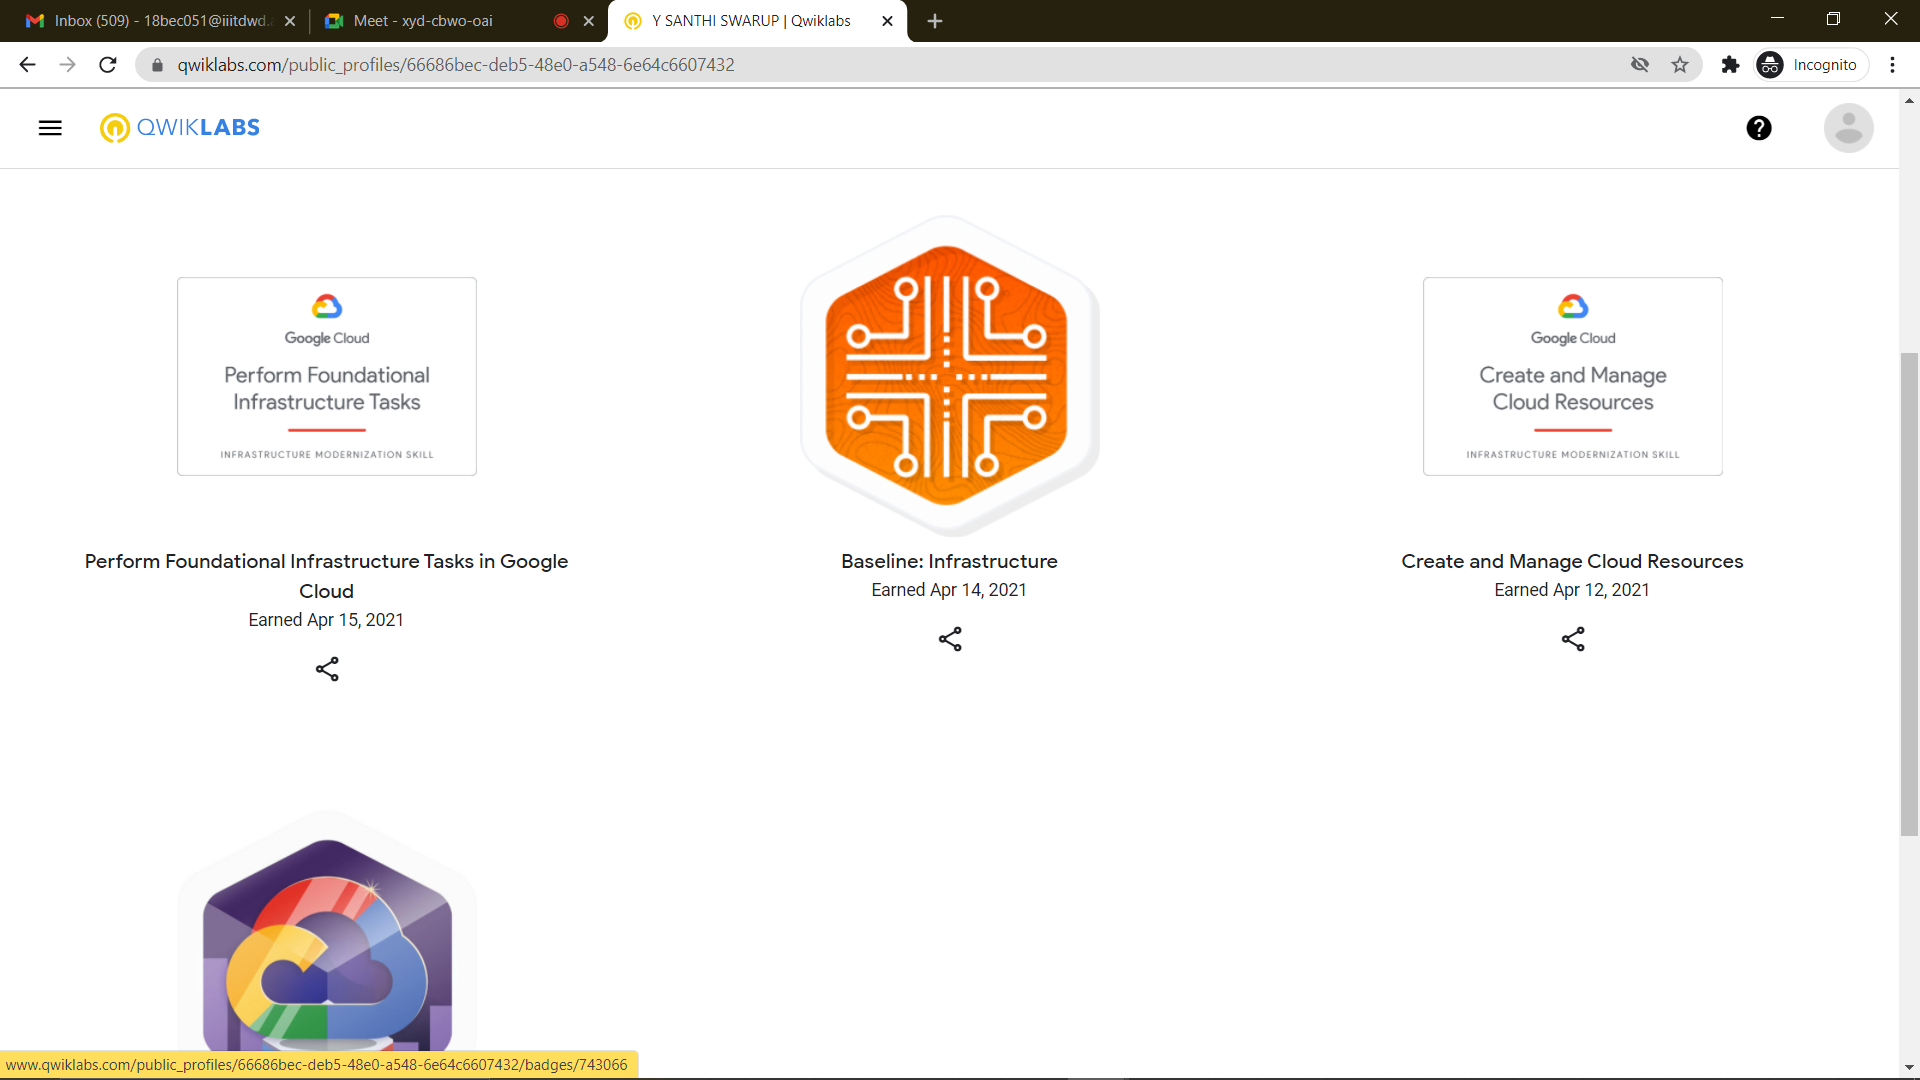 Inbox (509) - 18bec051@iiitdwd.
Meet - xyd-cbwo-oai
Y SANTHI SWARUP | Qwiklabs
qwiklabs.com/public_profiles/66686bec-deb5-48e0-a548-6e64c6607432
Incognito
QWIKLABS
Google Cloud
Perform Foundational
Infrastructure Tasks
INFRASTRUCTURE MODERNIZATION SKILL
Google Cloud
Create and Manage
Cloud Resources
INFRASTRUCTURE MODERNIZATION SKILL
Perform Foundational Infrastructure Tasks in Google
Cloud
Earned Apr 15, 2021
Baseline: Infrastructure
Earned Apr 14, 2021
Create and Manage Cloud Resources
Earned Apr 12, 2021
www.qwiklabs.com/public_profiles/66686bec-deb5-48e0-a548-6e64c6607432/badges/743066